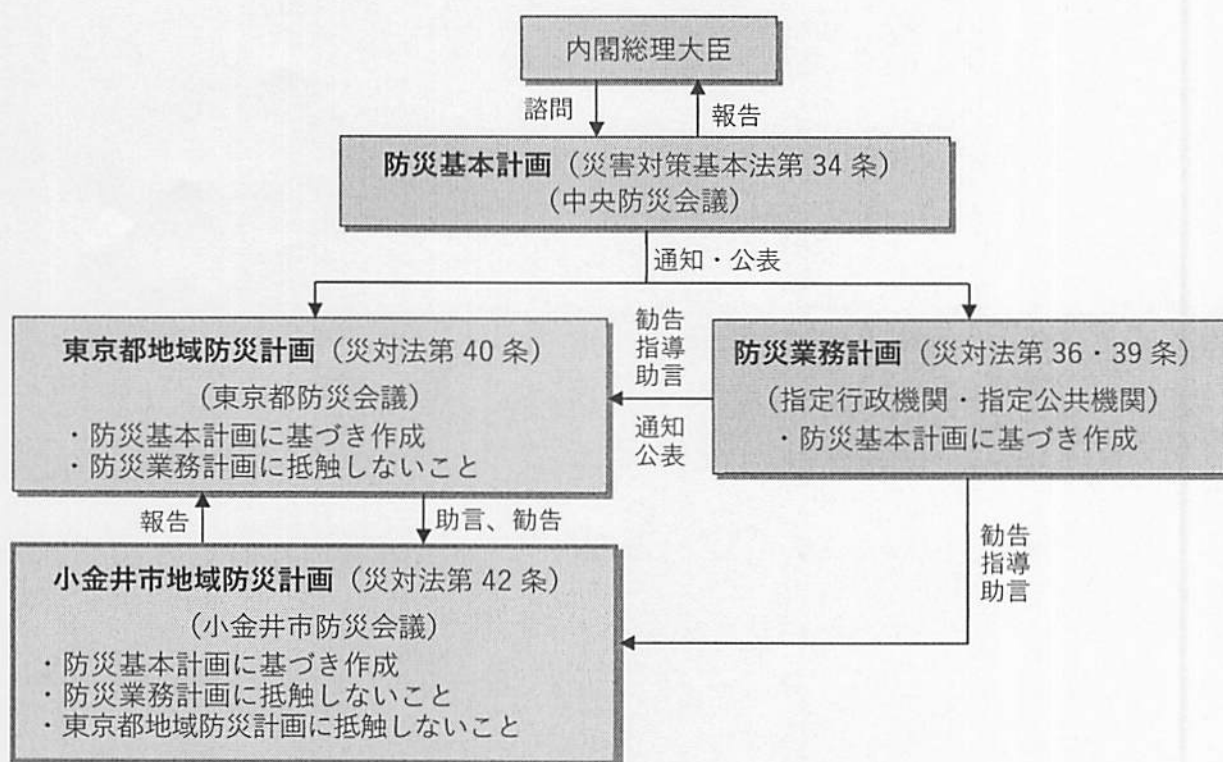 内閣総理大臣
諮問
報告
防災基本計画（災害対策基本法第 34 条）
（中央防災会議）
通知・公表
東京都地域防災計画（災対法第 40 条）
（東京都防災会議）
・防災基本計画に基づき作成
・防災業務計画に抵触しないこと
勧告
指導
助言
通知
公表
防災業務計画（災対法第 36・39 条）
（指定行政機関・指定公共機関）
・防災基本計画に基づき作成
報告
助言、勧告
勧告
指導
助言
小金井市地域防災計画（災対法第 42 条）
（小金井市防災会議）
・防災基本計画に基づき作成
・防災業務計画に抵触しないこと
・東京都地域防災計画に抵触しないこと